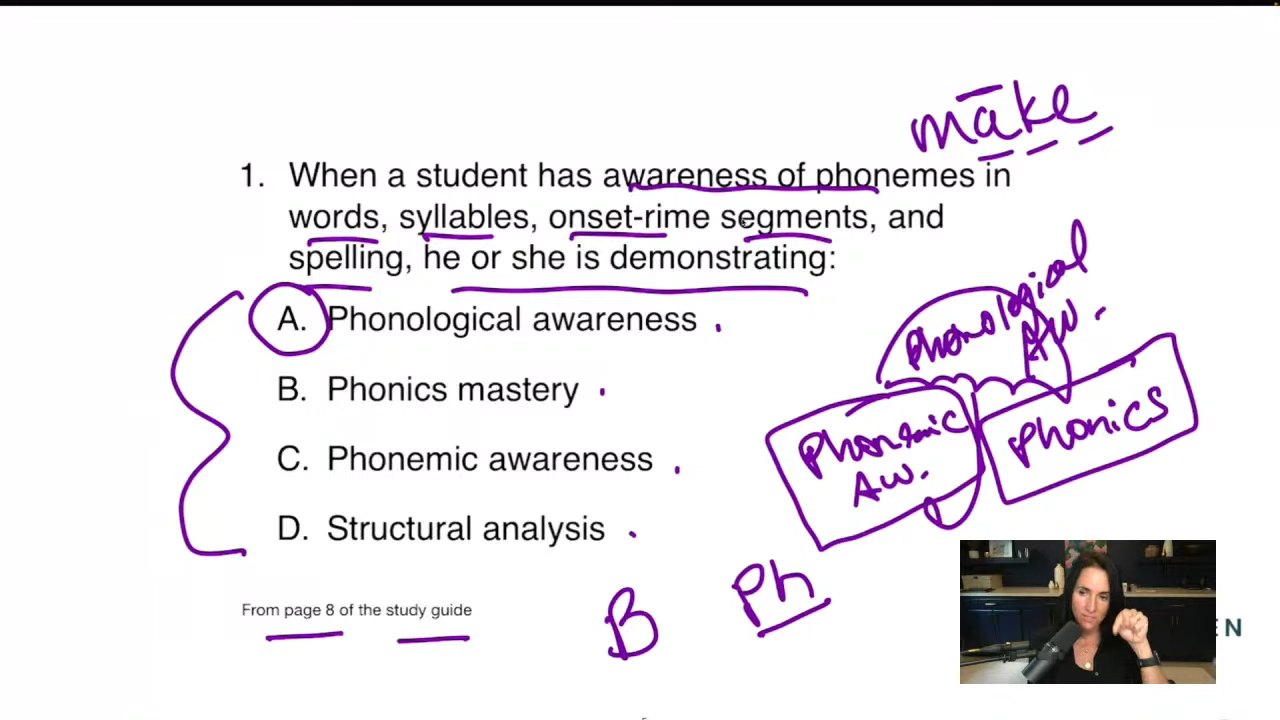 māke
1. When a student has awareness of phonemes in
words, syllables, onset-rime segments, and
spelling, he or she is demonstrating:
A. Phonological awareness
B. Phonics mastery
C. Phonemic awareness
D. Structural analysis
Phonological
AW.
Phonemic
AW.
Phonics
From page 8 of the study guide
B
Ph
EN